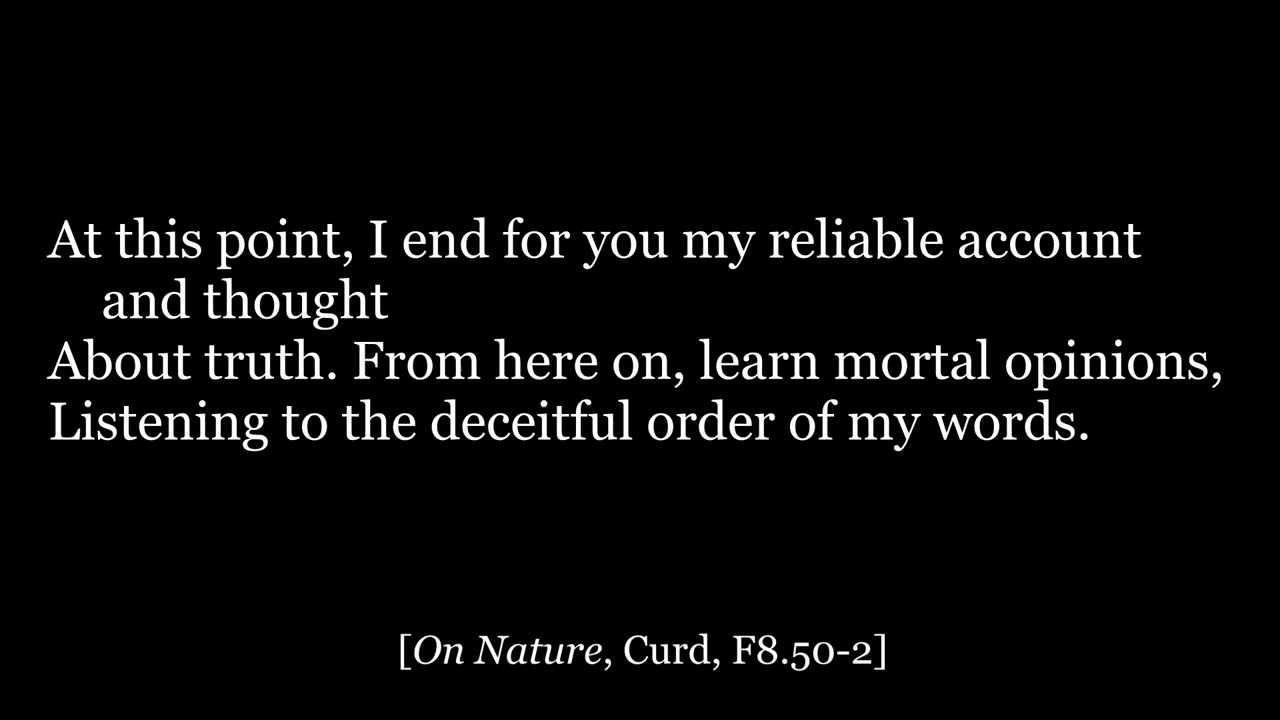 At this point, I end for you my reliable account
and thought
About truth. From here on, learn mortal opinions,
Listening to the deceitful order of my words.
[On Nature, Curd, F8.50-2]